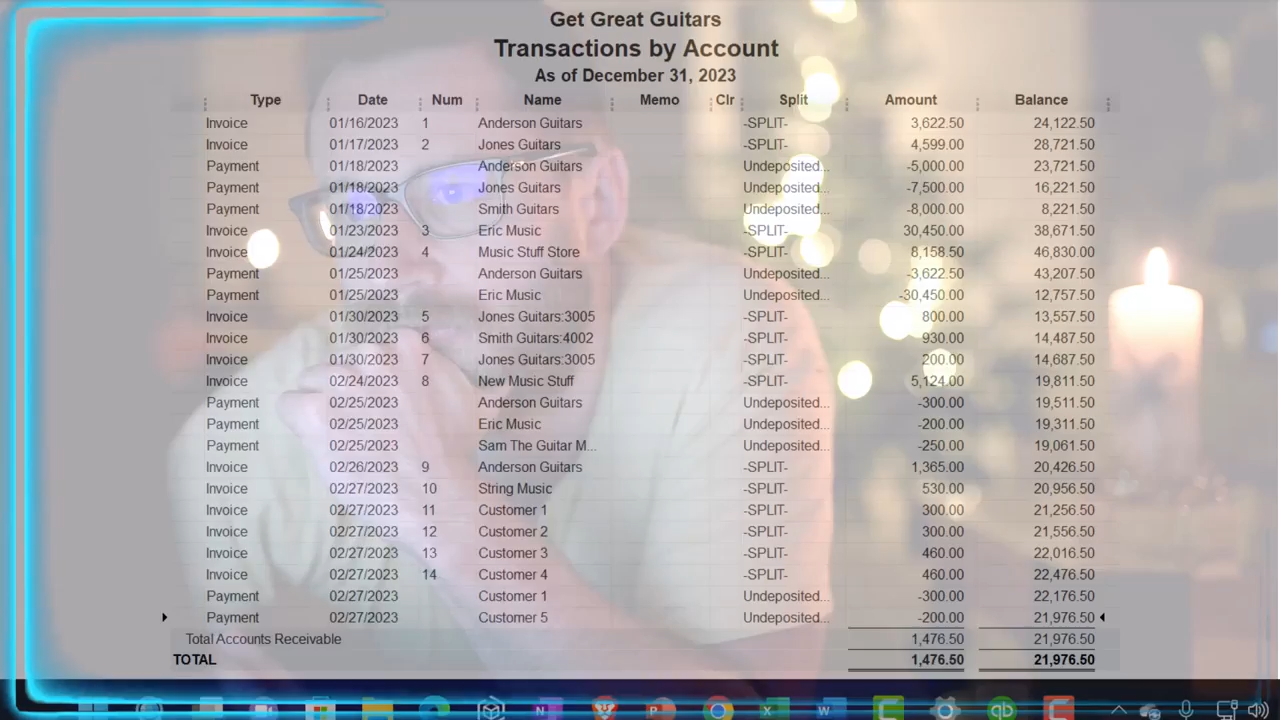 Get Great Guitars
Transactions by Account
As of December 31, 2023
Type Date Num Name Memo Clr Split Amount Balance
Invoice 01/16/2023 1 Anderson Guitars -SPLIT- 3,622.50 24,122.50
Invoice 01/17/2023 2 Jones Guitars -SPLIT- 4,599.00 28,721.50
Payment 01/18/2023 Anderson Guitars Undeposited... -5,000.00 23,721.50
Payment 01/18/2023 Jones Guitars Undeposited... -7,500.00 16,221.50
Payment 01/18/2023 Smith Guitars Undeposited... -8,000.00 8,221.50
Invoice 01/23/2023 3 Eric Music -SPLIT- 30,450.00 38,671.50
Invoice 01/24/2023 4 Music Stuff Store -SPLIT- 8,158.50 46,830.00
Payment 01/25/2023 Anderson Guitars Undeposited... -3,622.50 43,207.50
Payment 01/25/2023 Eric Music Undeposited... -30,450.00 12,757.50
Invoice 01/30/2023 5 Jones Guitars:3005 -SPLIT- 800.00 13,557.50
Invoice 01/30/2023 6 Smith Guitars:4002 -SPLIT- 930.00 14,487.50
Invoice 01/30/2023 7 Jones Guitars:3005 -SPLIT- 200.00 14,687.50
Invoice 02/24/2023 8 New Music Stuff -SPLIT- 5,124.00 19,811.50
Payment 02/25/2023 Anderson Guitars Undeposited... -300.00 19,511.50
Payment 02/25/2023 Eric Music Undeposited... -200.00 19,311.50
Payment 02/25/2023 Sam The Guitar M... Undeposited... -250.00 19,061.50
Invoice 02/26/2023 9 Anderson Guitars -SPLIT- 1,365.00 20,426.50
Invoice 02/27/2023 10 String Music -SPLIT- 530.00 20,956.50
Invoice 02/27/2023 11 Customer 1 -SPLIT- 300.00 21,256.50
Invoice 02/27/2023 12 Customer 2 -SPLIT- 300.00 21,556.50
Invoice 02/27/2023 13 Customer 3 -SPLIT- 460.00 22,016.50
Invoice 02/27/2023 14 Customer 4 -SPLIT- 460.00 22,476.50
Payment 02/27/2023 Customer 1 Undeposited... -300.00 22,176.50
Payment 02/27/2023 Customer 5 Undeposited... -200.00 21,976.50
Total Accounts Receivable 1,476.50 21,976.50
TOTAL 1,476.50 21,976.50